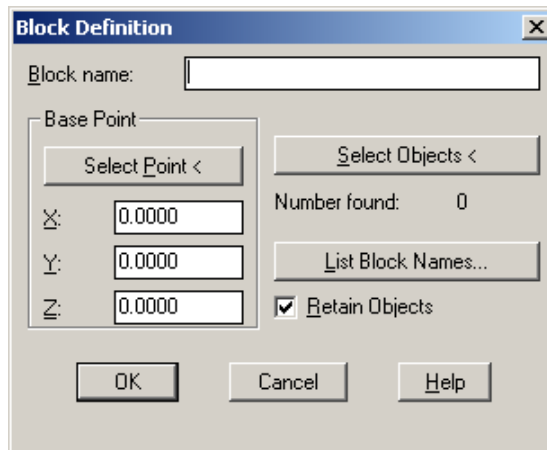 Block Definition
Block name:
Base Point
Select Point <
X: 0.0000
Y: 0.0000
Z: 0.0000
Select Objects <
Number found: 0
List Block Names...
Retain Objects
OK Cancel Help